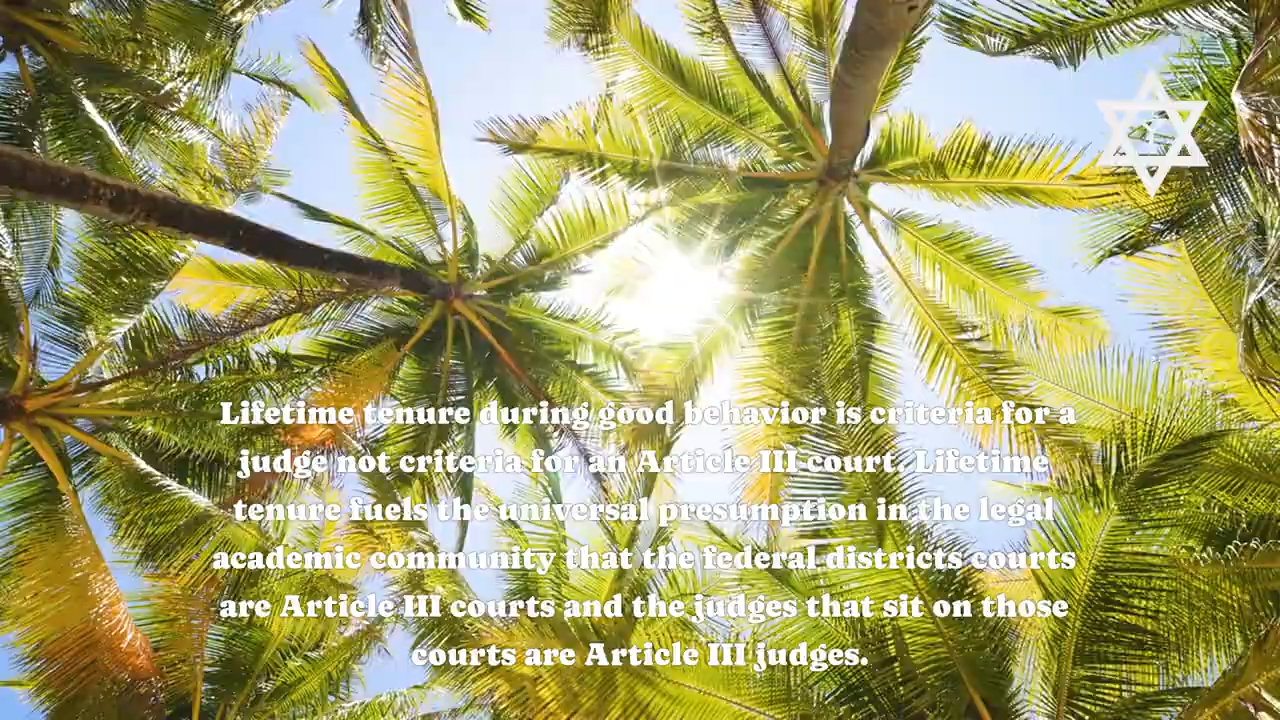 Lifetime tenure during good behavior is criteria for a
judge not criteria for an Article III court. Lifetime
tenure fuels the universal presumption in the legal
academic community that the federal districts courts
are Article III courts and the judges that sit on those
courts are Article III judges.